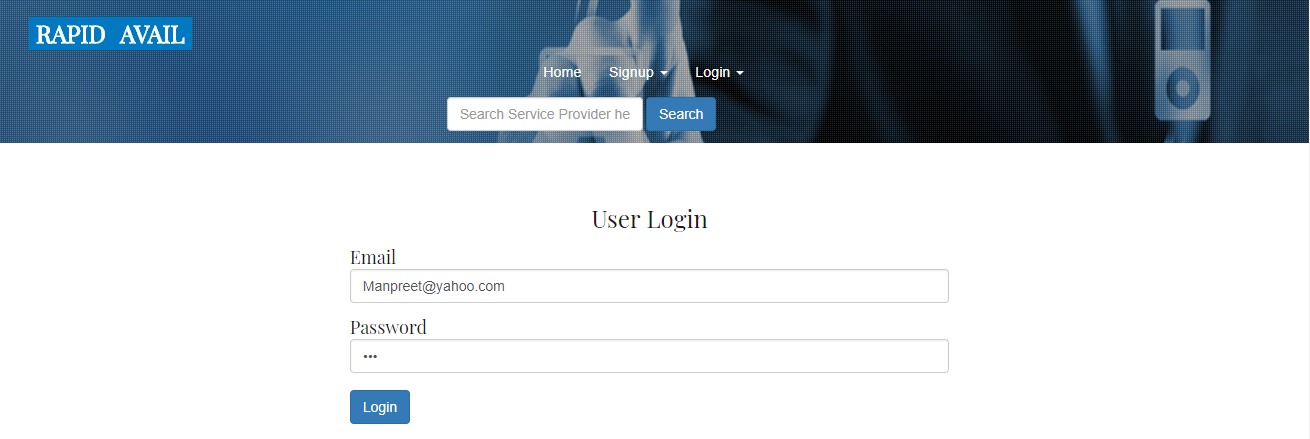 RAPID AVAIL
Home Signup Login
Search Service Provider he Search
User Login
Email
Manpreet@yahoo.com
Password
•••
Login